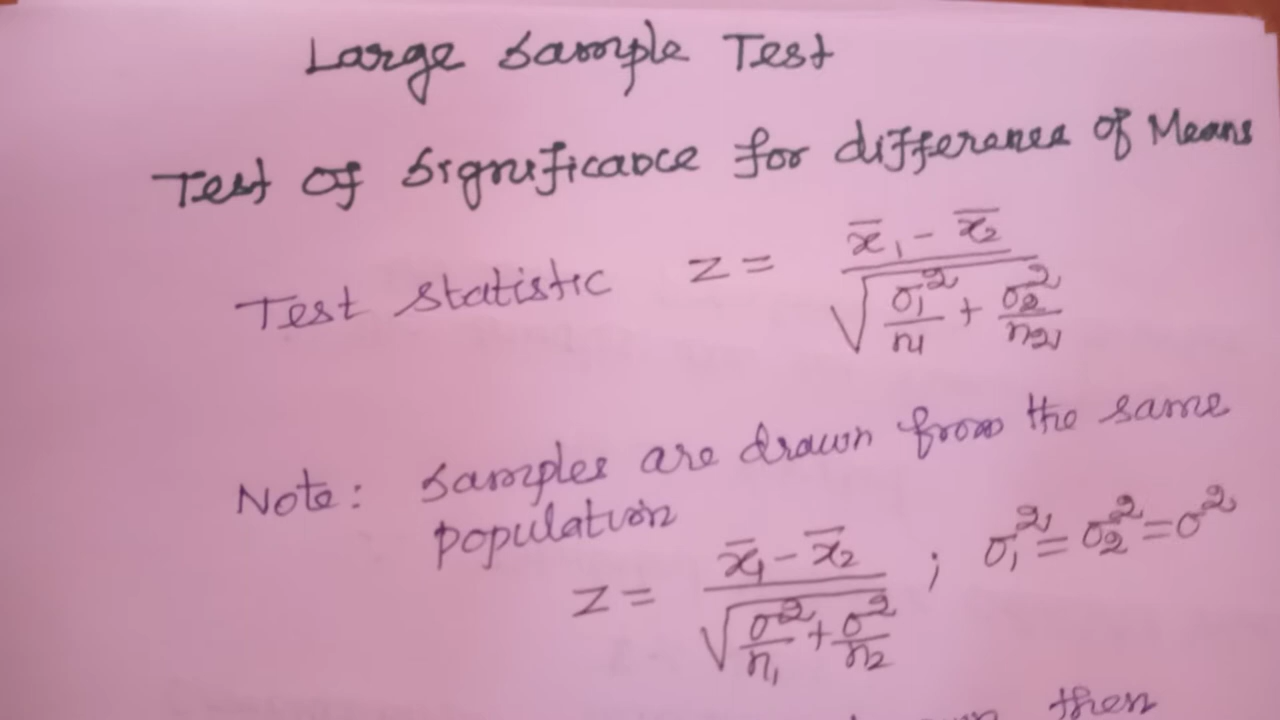 Large Sample Test
Test of Significance for difference of Means
Test statistic z = (x̄₁ - x̄₂) / √(σ₁²/n₁ + σ₂²/n₂)
Note: Samples are drawn from the same
population
z = (x̄₁ - x̄₂) / √(σ²/n₁ + σ²/n₂) ; σ₁² = σ₂² = σ²
then